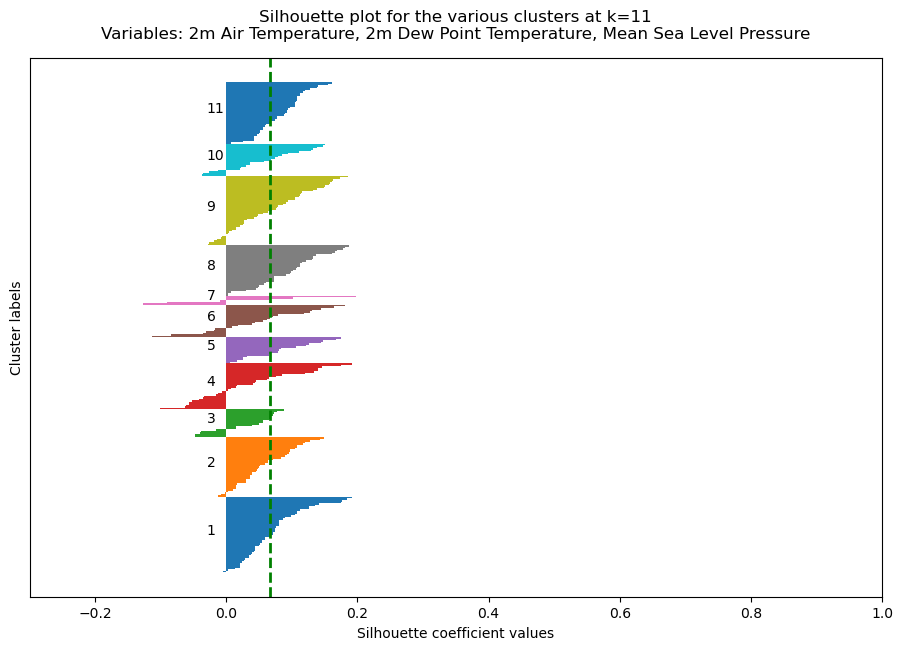 Silhouette plot for the various clusters at k=11
Variables: 2m Air Temperature, 2m Dew Point Temperature, Mean Sea Level Pressure
Cluster labels
11
10
9
8
7
6
5
4
3
2
1
−0.2 0.0 0.2 0.4 0.6 0.8 1.0
Silhouette coefficient values